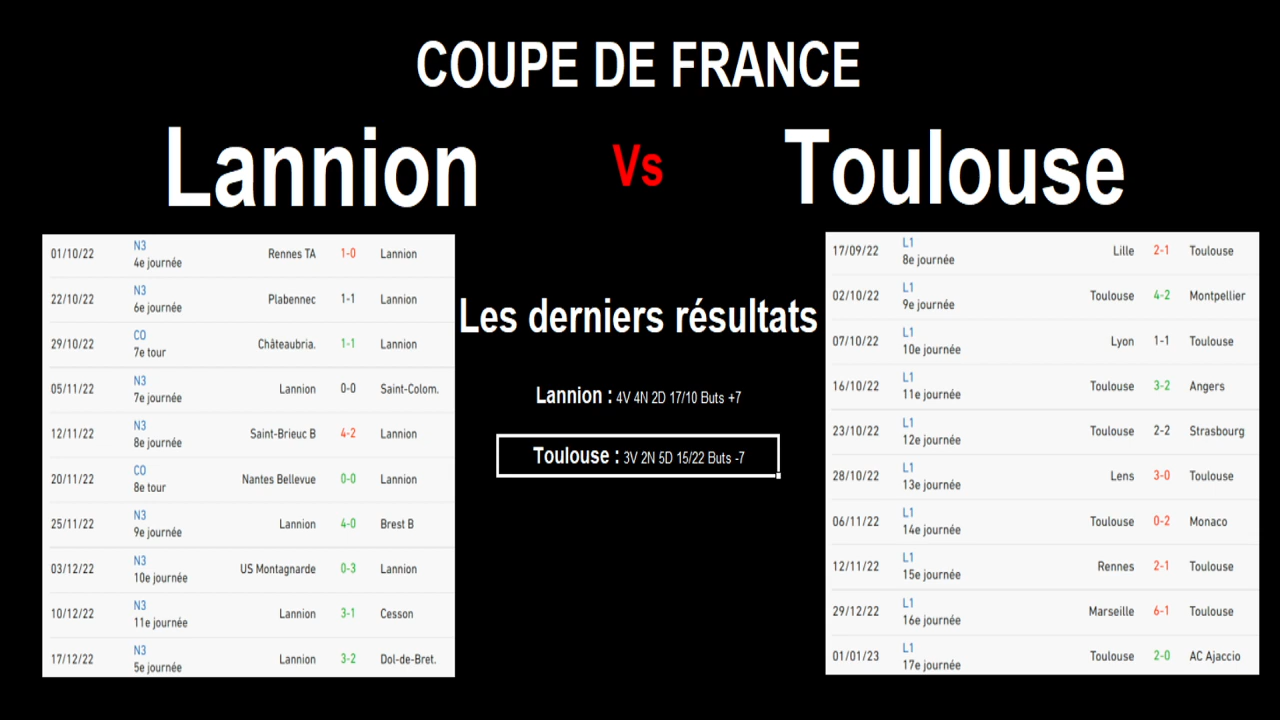 COUPE DE FRANCE
Lannion Vs Toulouse
01/10/22 N3 4e journée Rennes TA 1-0 Lannion
22/10/22 N3 6e journée Plabennec 1-1 Lannion
29/10/22 CO 7e tour Châteaubria. 1-1 Lannion
05/11/22 N3 7e journée Lannion 0-0 Saint-Colom.
12/11/22 N3 8e journée Saint-Brieuc B 4-2 Lannion
20/11/22 CO 8e tour Nantes Bellevue 0-0 Lannion
25/11/22 N3 9e journée Lannion 4-0 Brest B
03/12/22 N3 10e journée US Montagnarde 0-3 Lannion
10/12/22 N3 11e journée Lannion 3-1 Cesson
17/12/22 N3 5e journée Lannion 3-2 Dol-de-Bret.
Les derniers résultats
Lannion : 4V 4N 2D 17/10 Buts +7
Toulouse : 3V 2N 5D 15/22 Buts -7
17/09/22 L1 8e journée Lille 2-1 Toulouse
02/10/22 L1 9e journée Toulouse 4-2 Montpellier
07/10/22 L1 10e journée Lyon 1-1 Toulouse
16/10/22 L1 11e journée Toulouse 3-2 Angers
23/10/22 L1 12e journée Toulouse 2-2 Strasbourg
28/10/22 L1 13e journée Lens 3-0 Toulouse
06/11/22 L1 14e journée Toulouse 0-2 Monaco
12/11/22 L1 15e journée Rennes 2-1 Toulouse
29/12/22 L1 16e journée Marseille 6-1 Toulouse
01/01/23 L1 17e journée Toulouse 2-0 AC Ajaccio